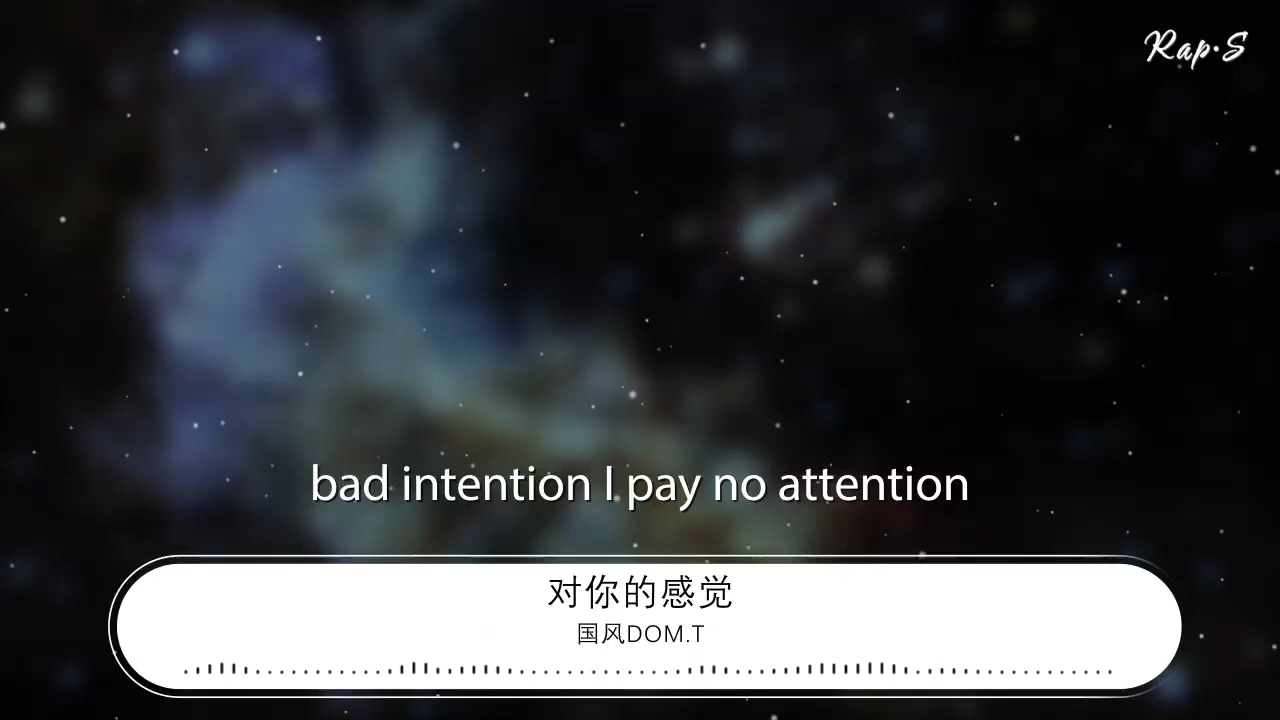 Rap·S
bad intention I pay no attention
对你的感觉
国风DOM.T